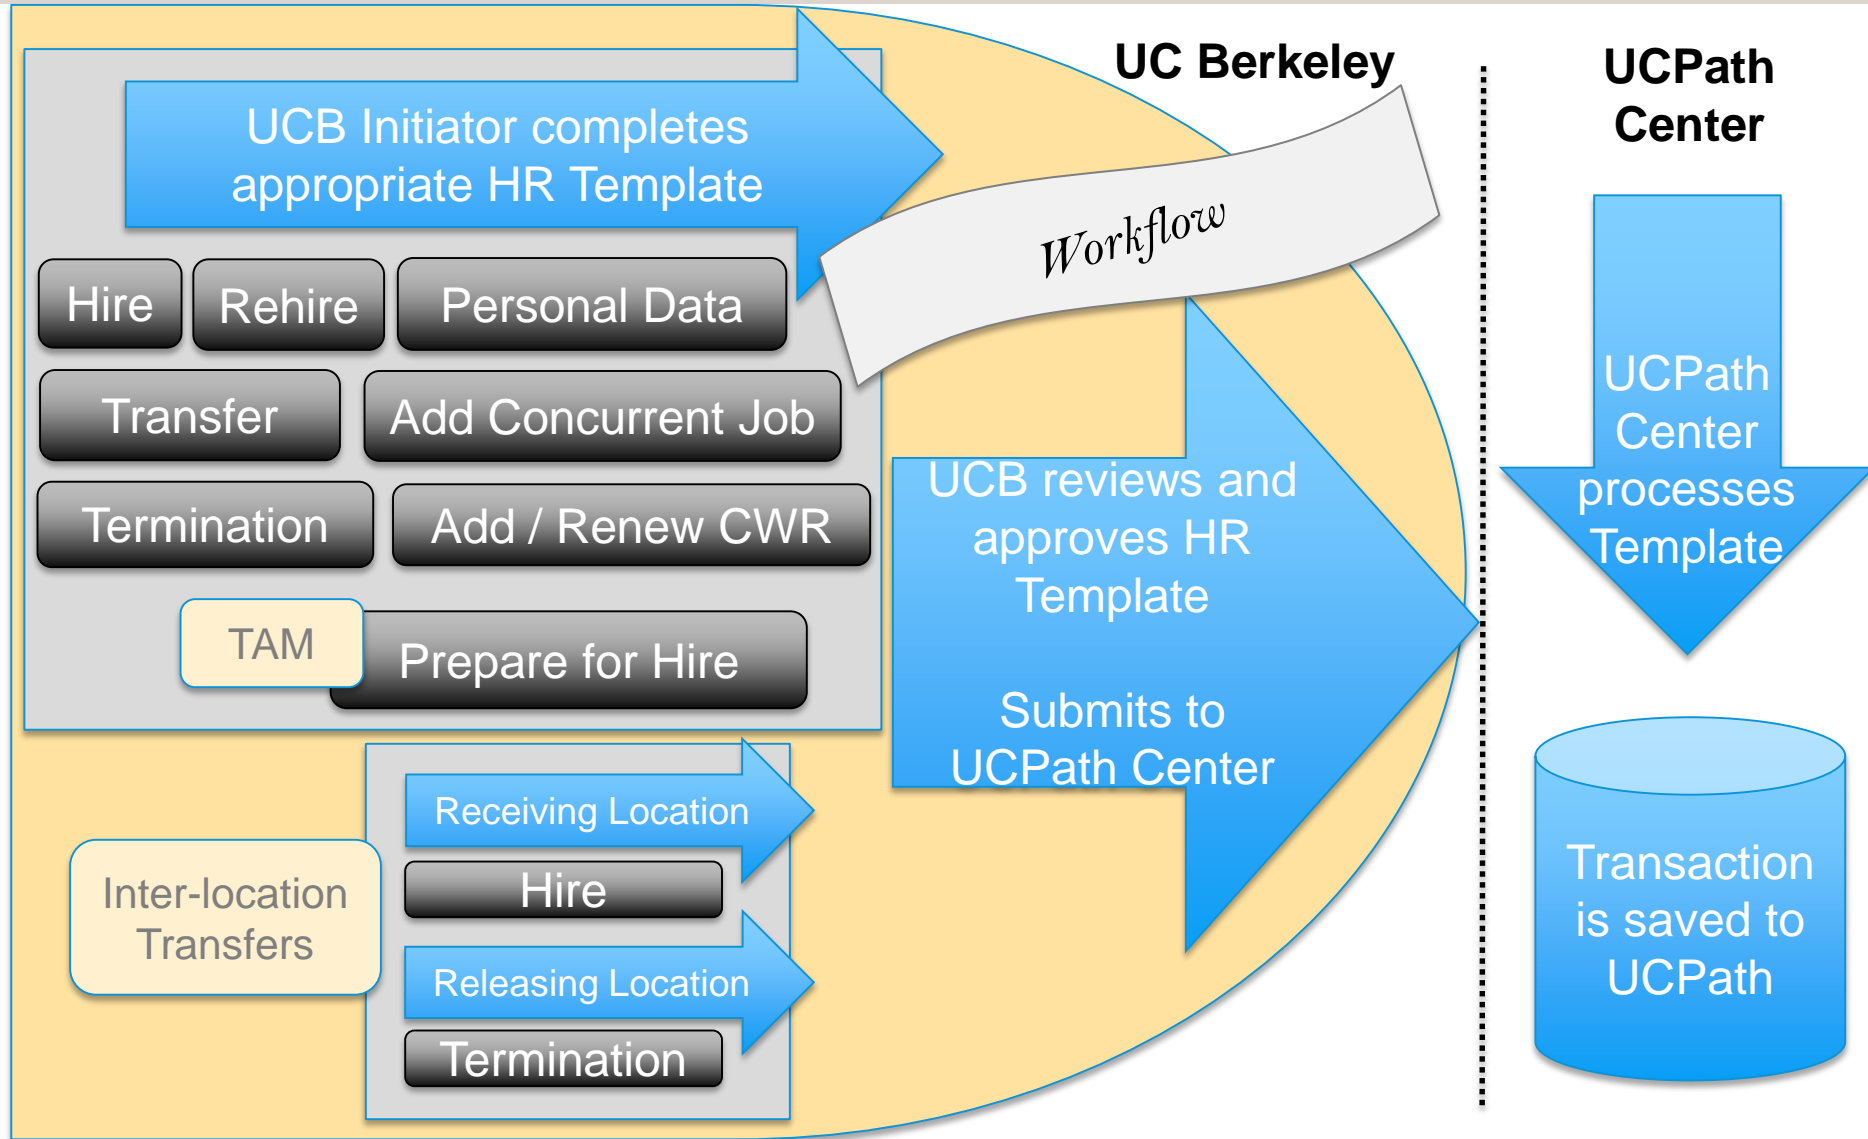 UC Berkeley
UCPath
Center
UCB Initiator completes
appropriate HR Template
Workflow
Hire
Rehire
Personal Data
Transfer
Add Concurrent Job
Termination
Add / Renew CWR
TAM
Prepare for Hire
UCB reviews and
approves HR
Template
Submits to
UCPath Center
Inter-location
Transfers
Receiving Location
Hire
Releasing Location
Termination
UCPath
Center
processes
Template
Transaction
is saved to
UCPath